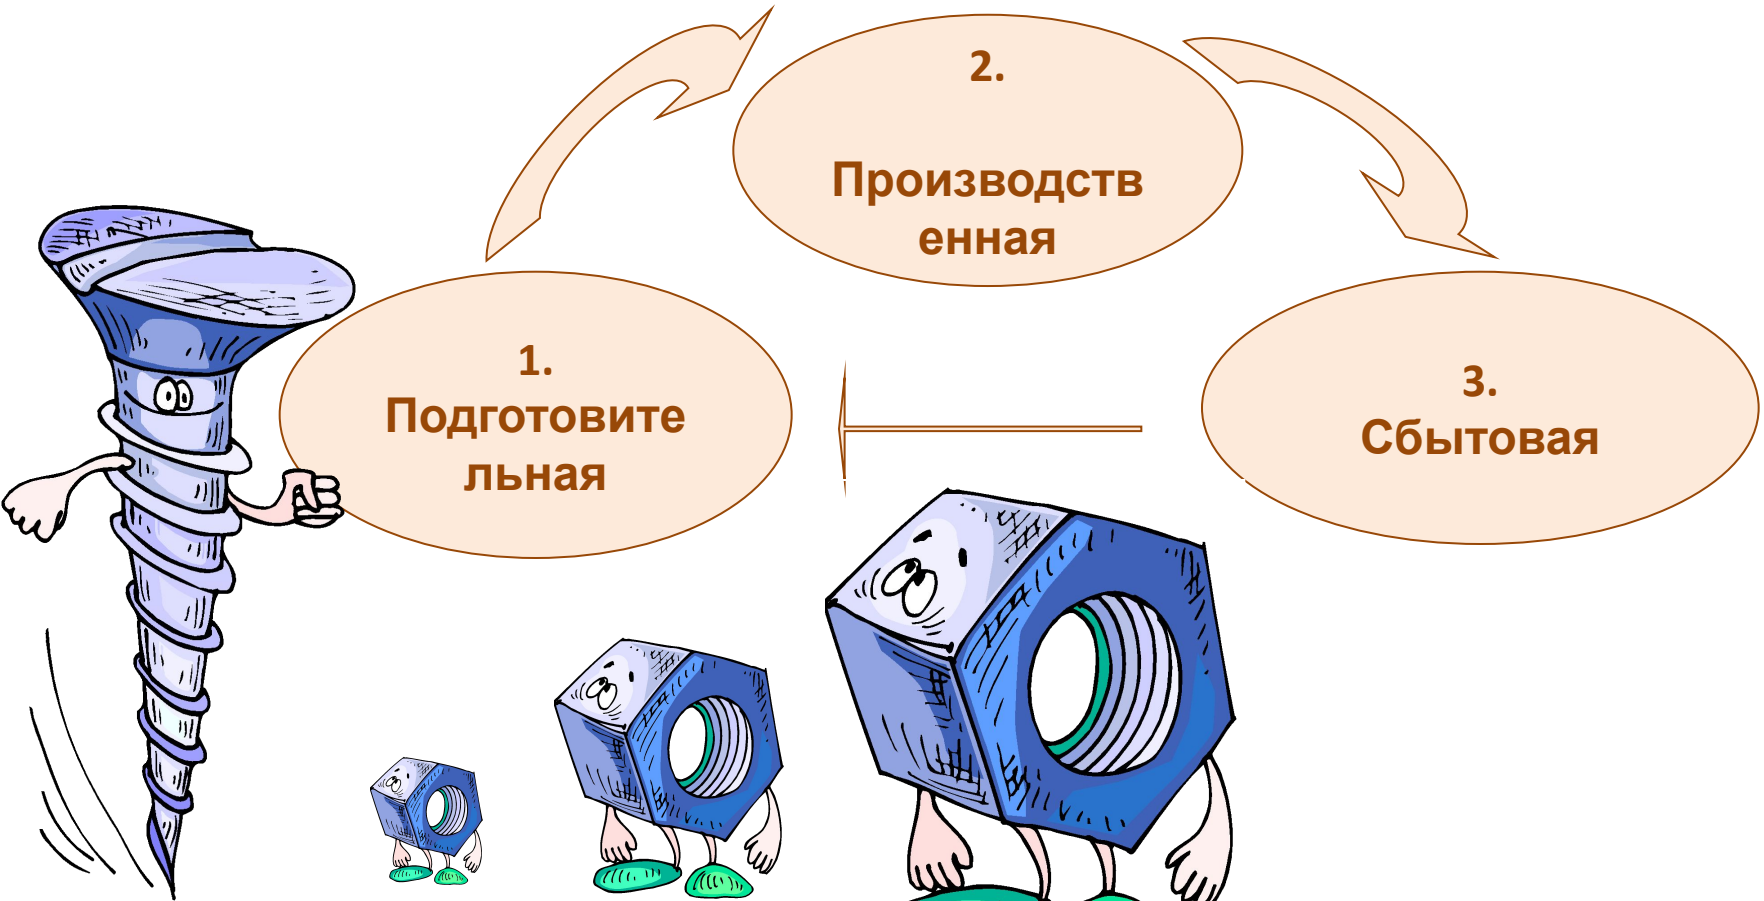 1.
Подготовите
льная
2.
Производств
енная
3.
Сбытовая